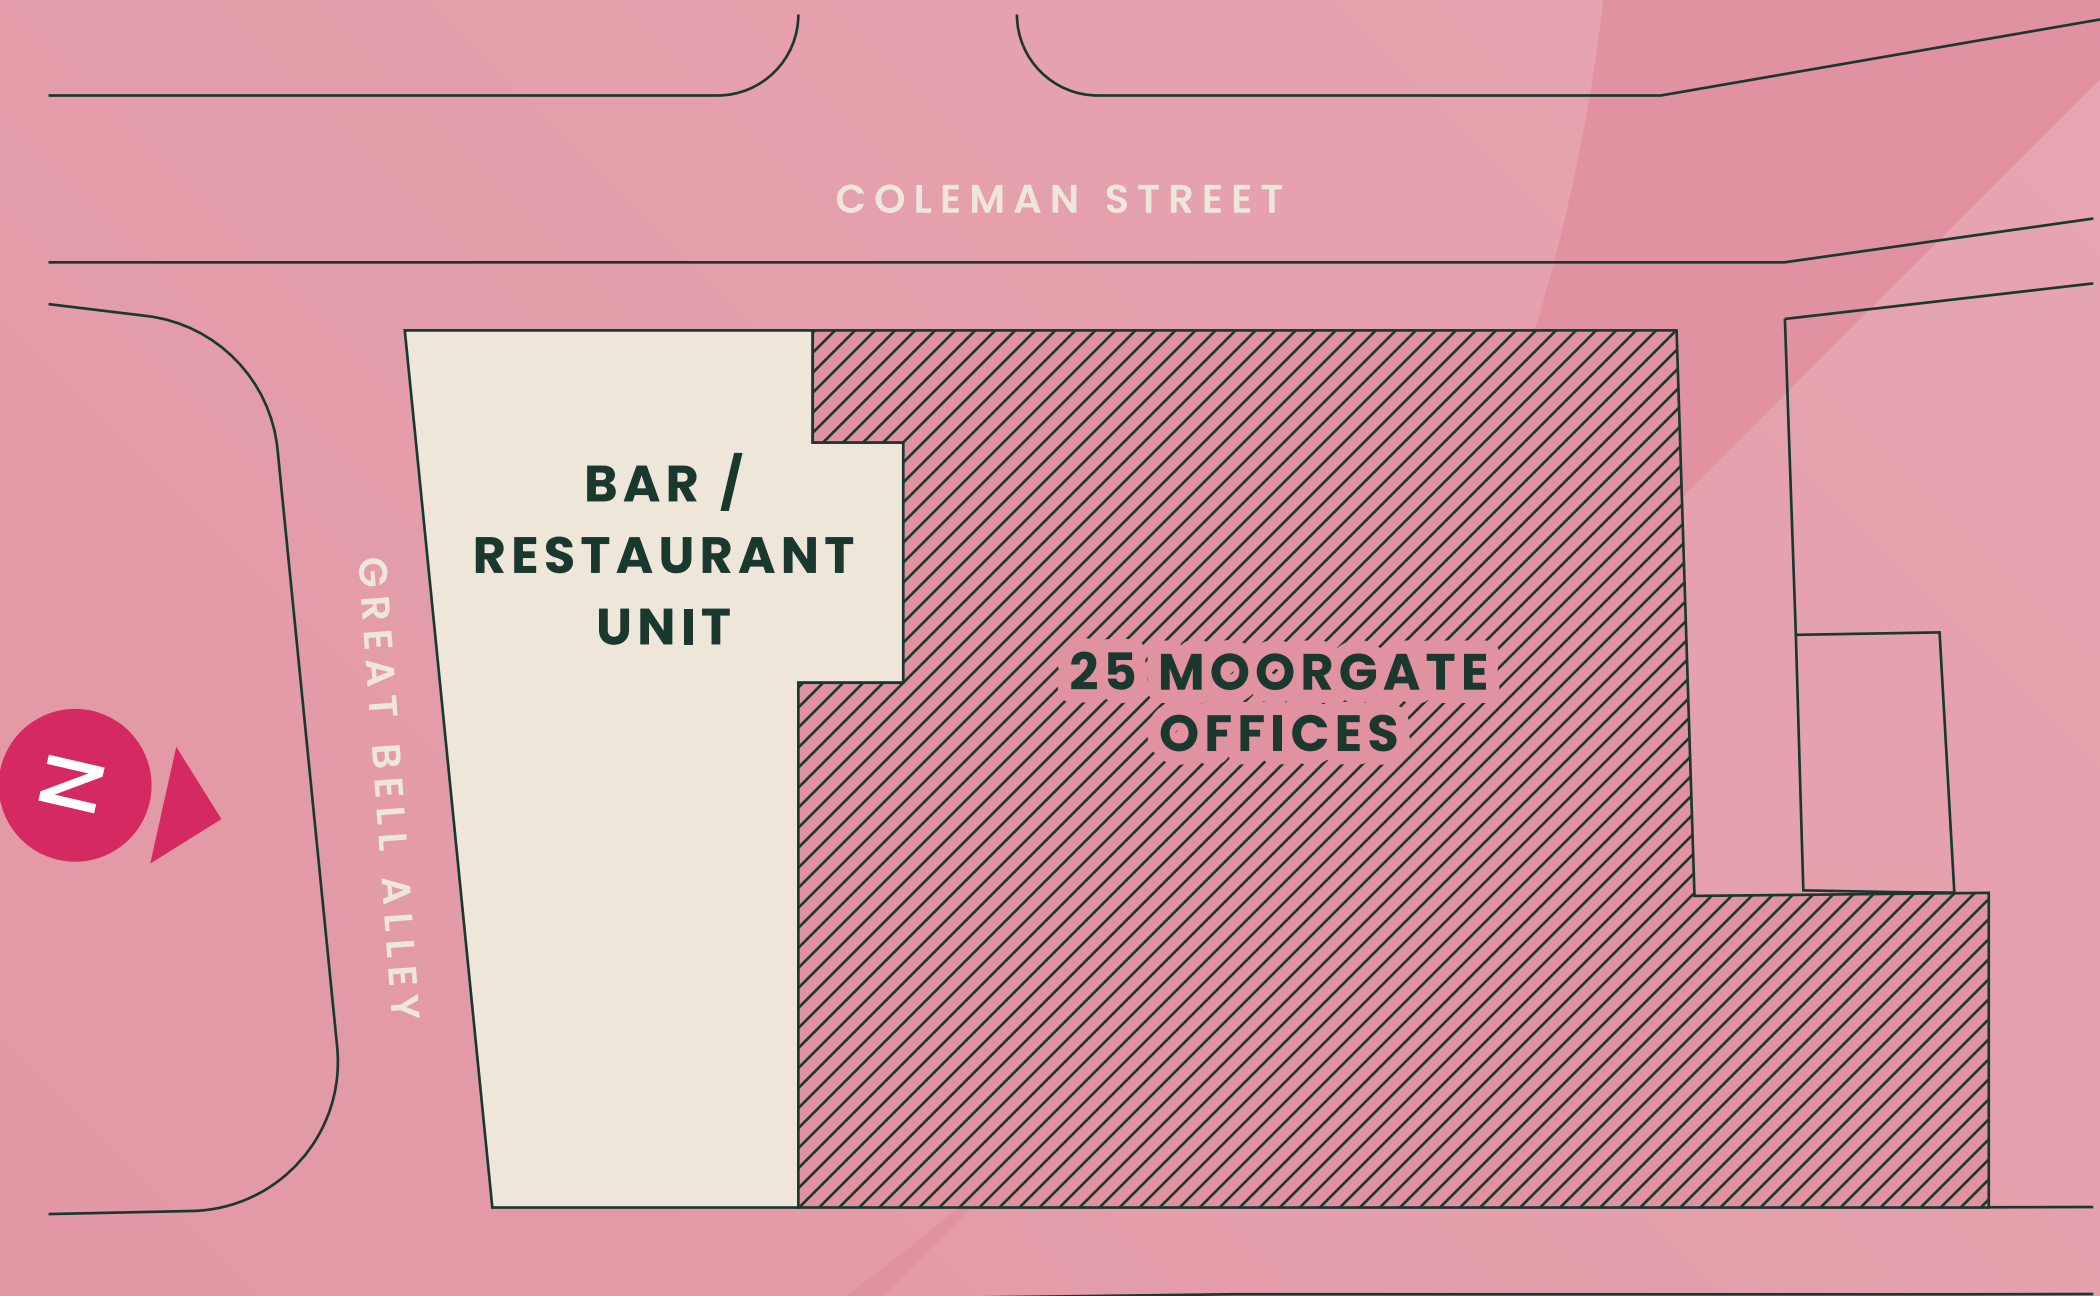 COLEMAN STREET
BAR /
RESTAURANT
UNIT
GREAT BELL ALLEY
25 MOORGATE
OFFICES
N